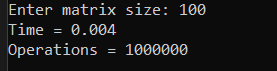 Enter matrix size: 100
Time = 0.004
Operations = 1000000